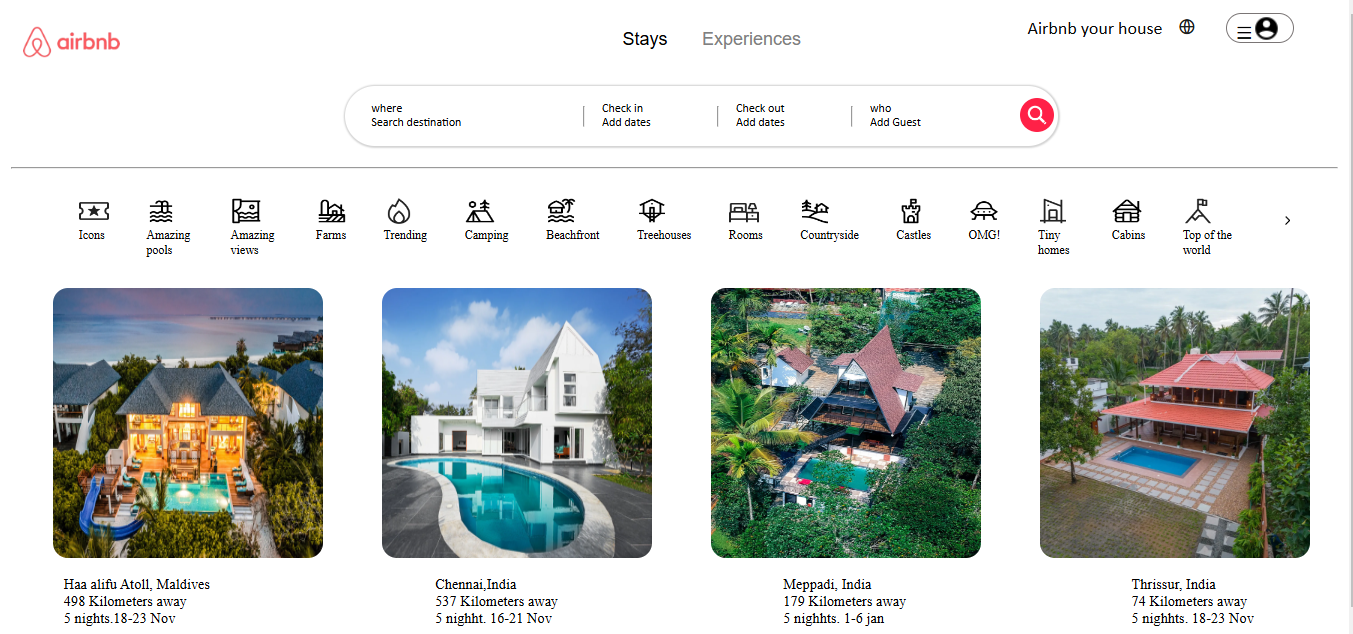 airbnb
Stays
Experiences
Airbnb your house
where
Search destination
Check in
Add dates
Check out
Add dates
who
Add Guest
Icons
Amazing
pools
Amazing
views
Farms
Trending
Camping
Beachfront
Treehouses
Rooms
Countryside
Castles
OMG!
Tiny
homes
Cabins
Top of the
world
Haa alifu Atoll, Maldives
498 Kilometers away
5 nights.18-23 Nov
Chennai,India
537 Kilometers away
5 nighht. 16-21 Nov
Meppadi, India
179 Kilometers away
5 nighhts. 1-6 jan
Thrissur, India
74 Kilometers away
5 nighhts. 18-23 Nov